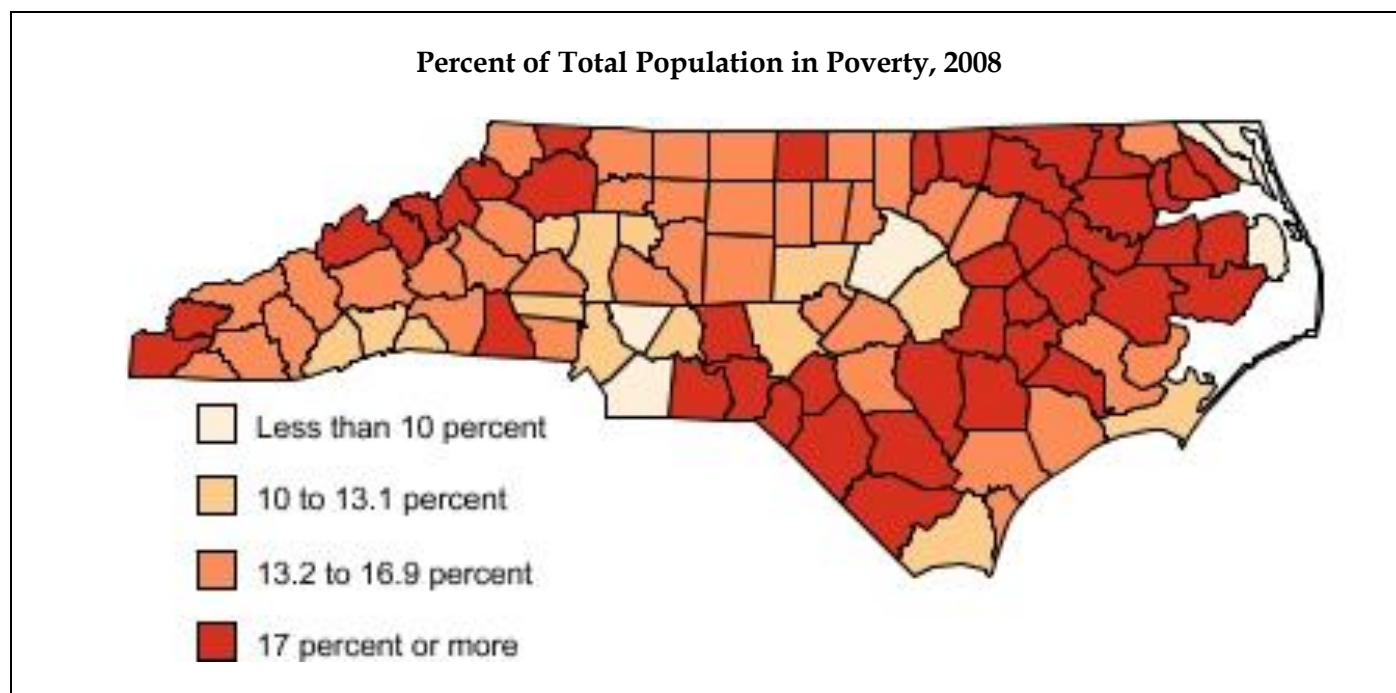 Percent of Total Population in Poverty, 2008
Less than 10 percent
10 to 13.1 percent
13.2 to 16.9 percent
17 percent or more